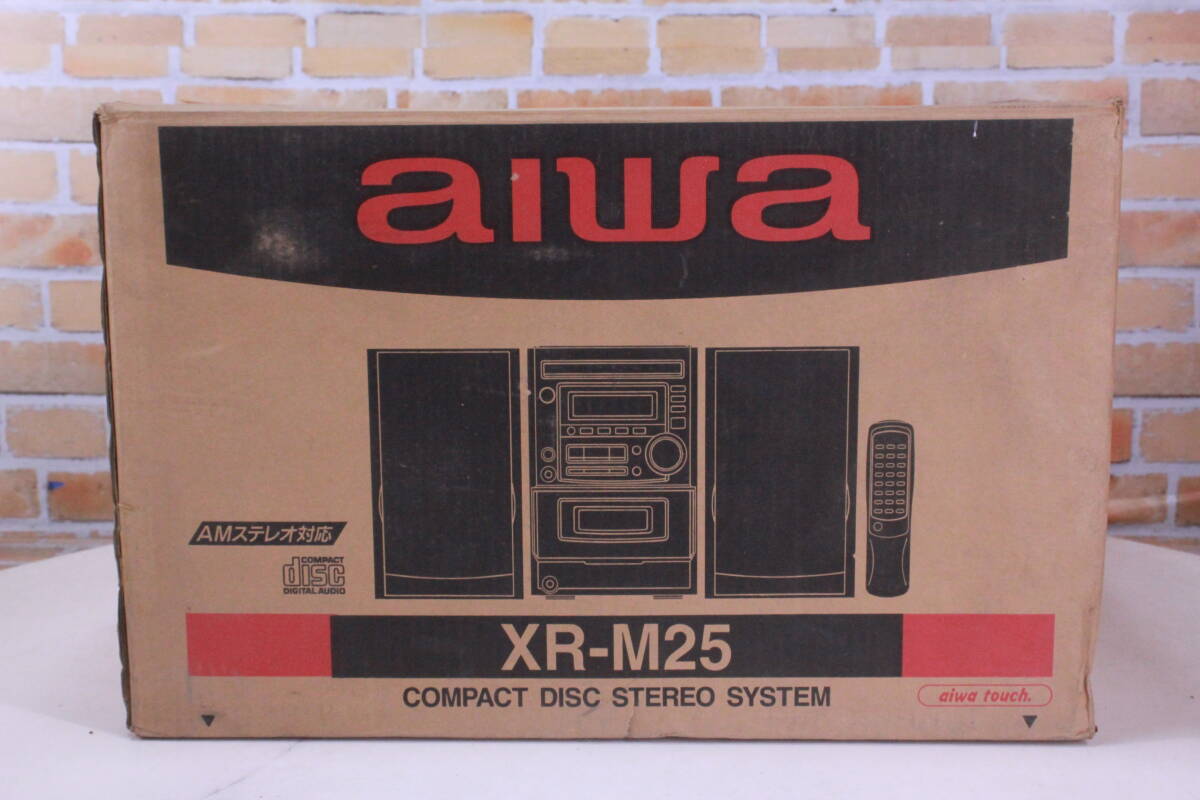 aiwa
AMステレオ対応
COMPACT
disc
DIGITAL AUDIO
XR-M25
COMPACT DISC STEREO SYSTEM
aiwa touch.